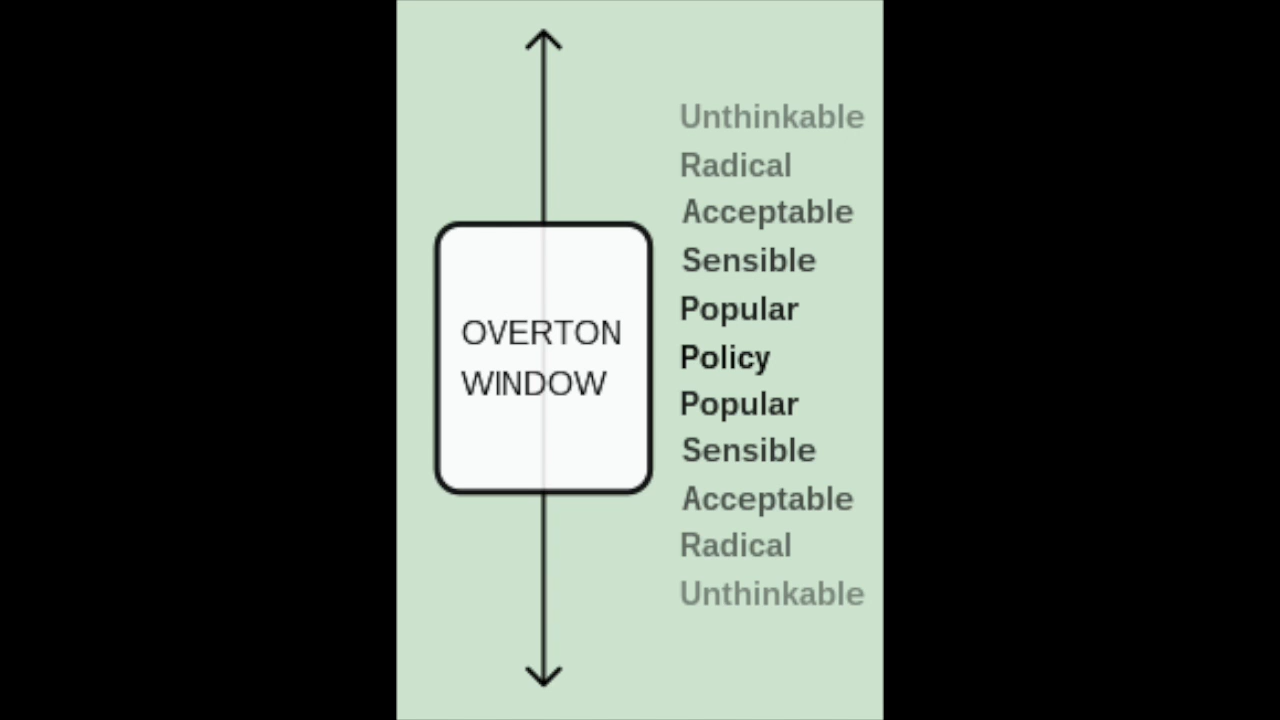 Unthinkable
Radical
Acceptable
Sensible
Popular
Policy
Popular
Sensible
Acceptable
Radical
Unthinkable
OVERTON
WINDOW